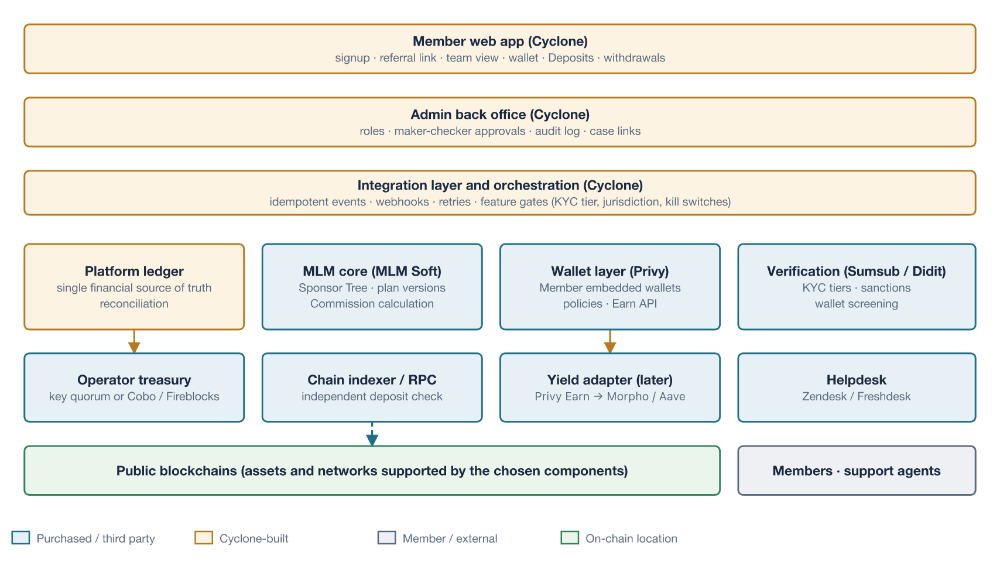 Member web app (Cyclone)
signup · referral link · team view · wallet · Deposits · withdrawals
Admin back office (Cyclone)
roles · maker-checker approvals · audit log · case links
Integration layer and orchestration (Cyclone)
idempotent events · webhooks · retries · feature gates (KYC tier, jurisdiction, kill switches)
Platform ledger
single financial source of truth
reconciliation
MLM core (MLM Soft)
Sponsor Tree · plan versions
Commission calculation
Wallet layer (Privy)
Member embedded wallets
policies · Earn API
Verification (Sumsub / Didit)
KYC tiers · sanctions
wallet screening
Operator treasury
key quorum or Cobo / Fireblocks
Chain indexer / RPC
independent deposit check
Yield adapter (later)
Privy Earn → Morpho / Aave
Helpdesk
Zendesk / Freshdesk
Public blockchains (assets and networks supported by the chosen components)
Members · support agents
Purchased / third party
Cyclone-built
Member / external
On-chain location